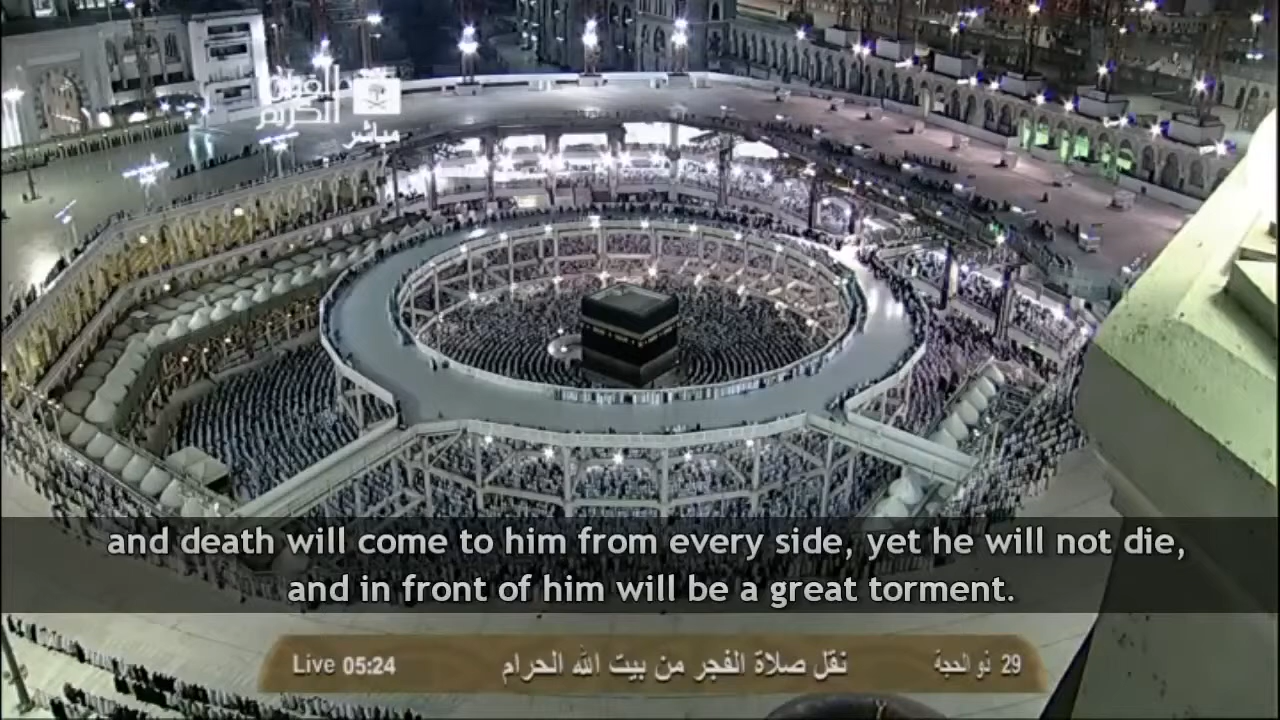 القرآن
الكريم
مباشر
and death will come to him from every side, yet he will not die,
and in front of him will be a great torment.
Live 05:24 نقل صلاة الفجر من بيت الله الحرام 29 ذو الحجة